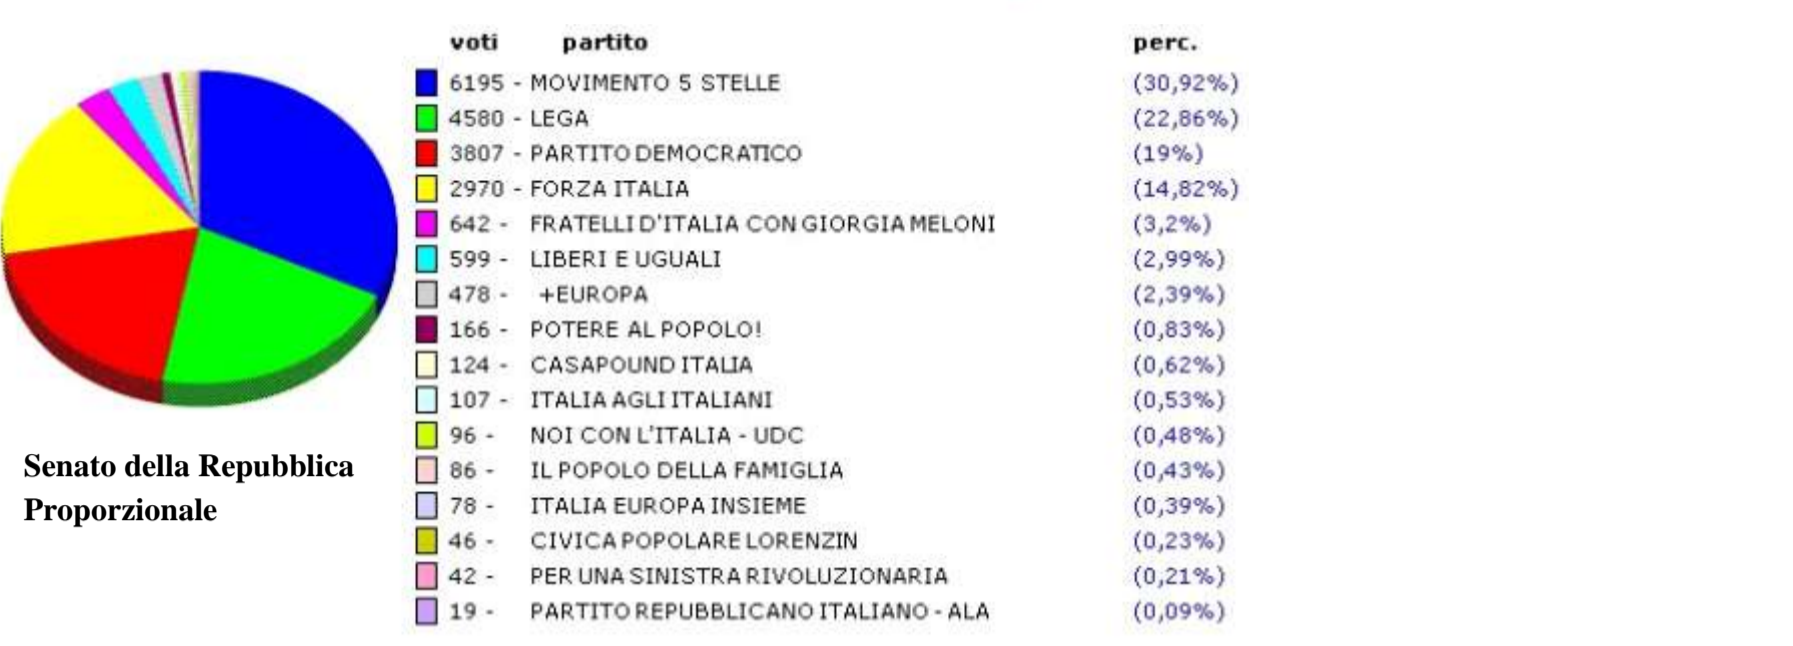 voti partito perc.
6195 - MOVIMENTO 5 STELLE (30,92%)
4580 - LEGA (22,86%)
3807 - PARTITO DEMOCRATICO (19%)
2970 - FORZA ITALIA (14,82%)
642 - FRATELLI D'ITALIA CON GIORGIA MELONI (3,2%)
599 - LIBERI E UGUALI (2,99%)
478 - +EUROPA (2,39%)
166 - POTERE AL POPOLO! (0,83%)
124 - CASAPOUND ITALIA (0,62%)
107 - ITALIA AGLI ITALIANI (0,53%)
96 - NOI CON L'ITALIA - UDC (0,48%)
86 - IL POPOLO DELLA FAMIGLIA (0,43%)
78 - ITALIA EUROPA INSIEME (0,39%)
46 - CIVICA POPOLARE LORENZIN (0,23%)
42 - PER UNA SINISTRA RIVOLUZIONARIA (0,21%)
19 - PARTITO REPUBBLICANO ITALIANO - ALA (0,09%)
Senato della Repubblica
Proporzionale